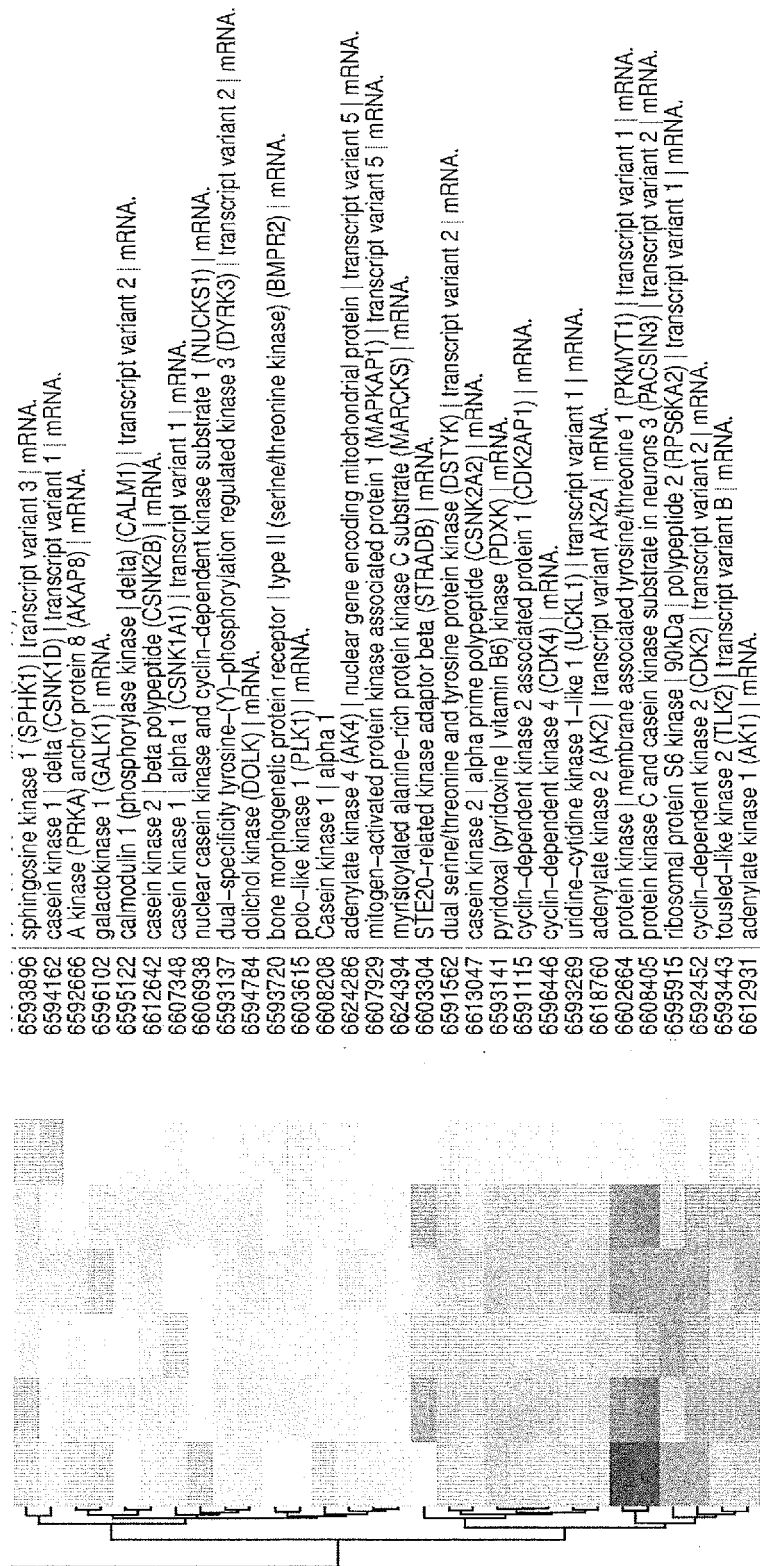 6593896 sphingosine kinase 1 (SPHK1) | transcript variant 3 | mRNA.
6594162 casein kinase 1 | delta (CSNK1D) | transcript variant 1 | mRNA.
6592666 A kinase (PRKA) anchor protein 8 (AKAP8) | mRNA.
6596102 galactokinase 1 (GALK1) | mRNA.
6595122 calmodulin 1 (phosphorylase kinase | delta) (CALM1) | transcript variant 2 | mRNA.
6612642 casein kinase 2 | beta polypeptide (CSNK2B) | mRNA.
6607348 casein kinase 1 | alpha 1 (CSNK1A1) | transcript variant 1 | mRNA.
6606938 nuclear casein kinase and cyclin-dependent kinase substrate 1 (NUCKS1) | mRNA.
6593137 dual-specificity tyrosine-(Y)-phosphorylation regulated kinase 3 (DYRK3) | transcript variant 2 | mRNA.
6594784 dolichol kinase (DOLK) | mRNA.
6593720 bone morphogenetic protein receptor | type II (serine/threonine kinase) (BMPR2) | mRNA.
6603615 polo-like kinase 1 (PLK1) | mRNA.
6608208 Casein kinase 1 | alpha 1
6624286 adenylate kinase 4 (AK4) | nuclear gene encoding mitochondrial protein | transcript variant 5 | mRNA.
6607929 mitogen-activated protein kinase associated protein 1 (MAPKAP1) | transcript variant 5 | mRNA.
6624394 myristoylated alanine-rich protein kinase C substrate (MARCKS) | mRNA.
6603304 STE20-related kinase adaptor beta (STRADB) | mRNA.
6591562 dual serine/threonine and tyrosine protein kinase (DSTYK) | transcript variant 2 | mRNA.
6613047 casein kinase 2 | alpha prime polypeptide (CSNK2A2) | mRNA.
6593141 pyridoxal (pyridoxine | vitamin B6) kinase (PDXK) | mRNA.
6591115 cyclin-dependent kinase 2 associated protein 1 (CDK2AP1) | mRNA.
6596446 cyclin-dependent kinase 4 (CDK4) | mRNA.
6593269 uridine-cytidine kinase 1-like 1 (UCKL1) | transcript variant 1 | mRNA.
6618760 adenylate kinase 2 (AK2) | transcript variant AK2A | mRNA.
6602664 protein kinase | membrane associated tyrosine/threonine 1 (PKMYT1) | transcript variant 1 | mRNA.
6608405 protein kinase C and casein kinase substrate in neurons 3 (PACSIN3) | transcript variant 2 | mRNA.
6595915 ribosomal protein S6 kinase | 90kDa | polypeptide 2 (RPS6KA2) | transcript variant 1 | mRNA.
6592452 cyclin-dependent kinase 2 (CDK2) | transcript variant 2 | mRNA.
6593443 tousled-like kinase 2 (TLK2) | transcript variant B | mRNA.
6612931 adenylate kinase 1 (AK1) | mRNA.